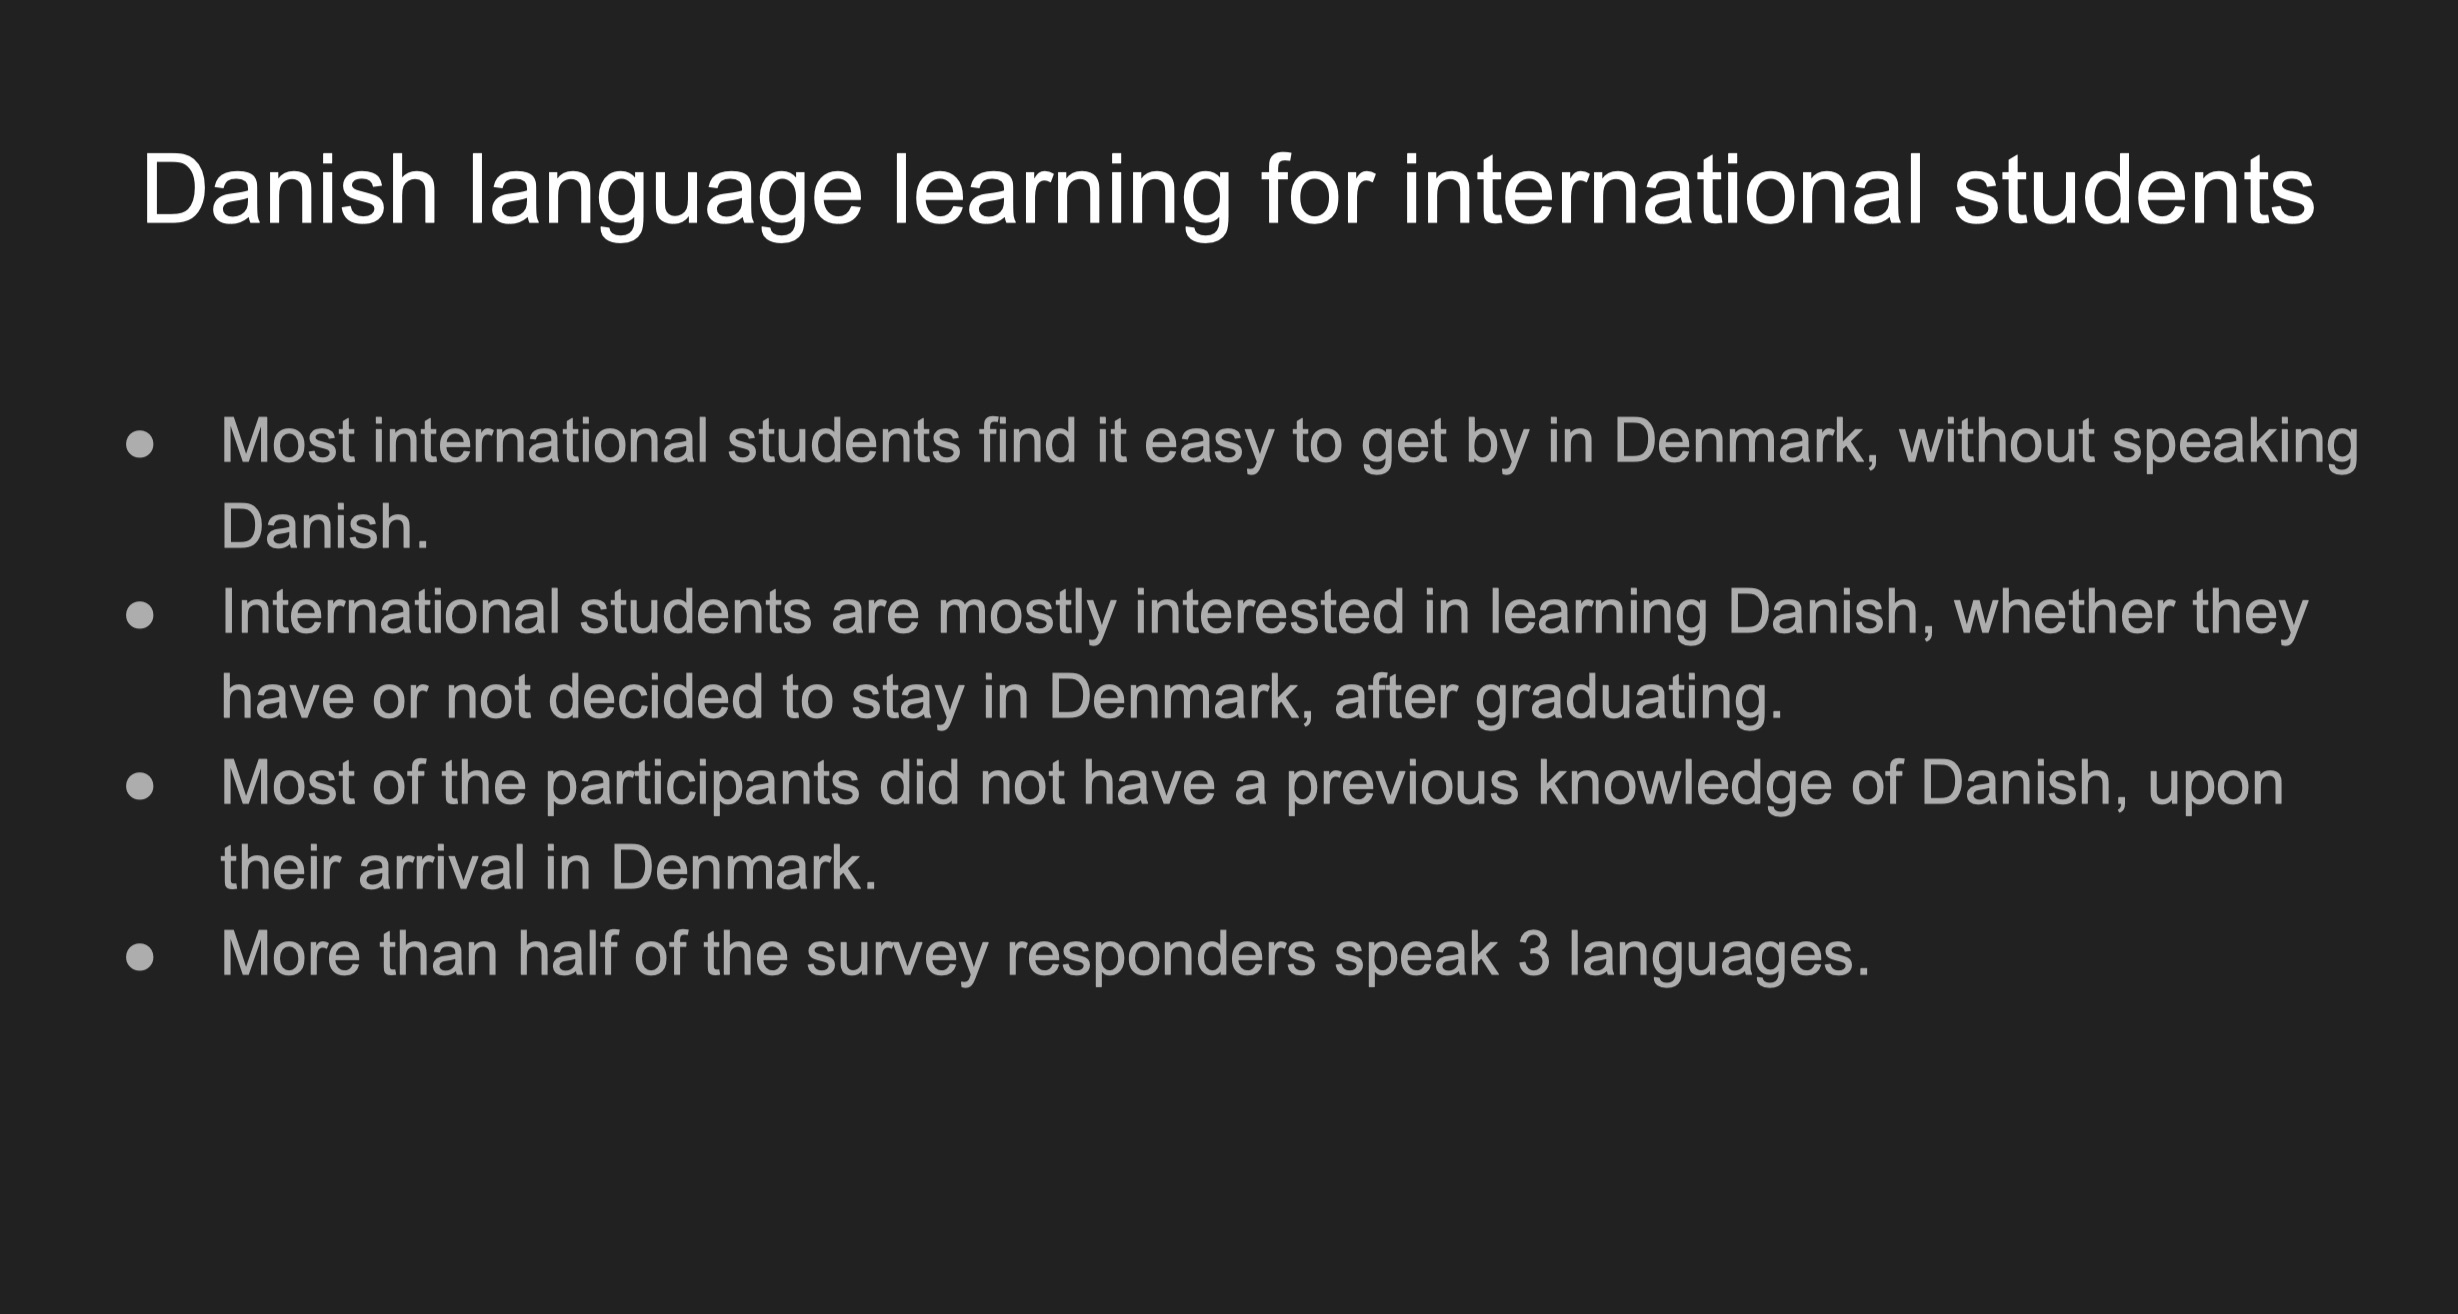 Danish language learning for international students
● Most international students find it easy to get by in Denmark, without speaking
Danish.
● International students are mostly interested in learning Danish, whether they
have or not decided to stay in Denmark, after graduating.
● Most of the participants did not have a previous knowledge of Danish, upon
their arrival in Denmark.
● More than half of the survey responders speak 3 languages.